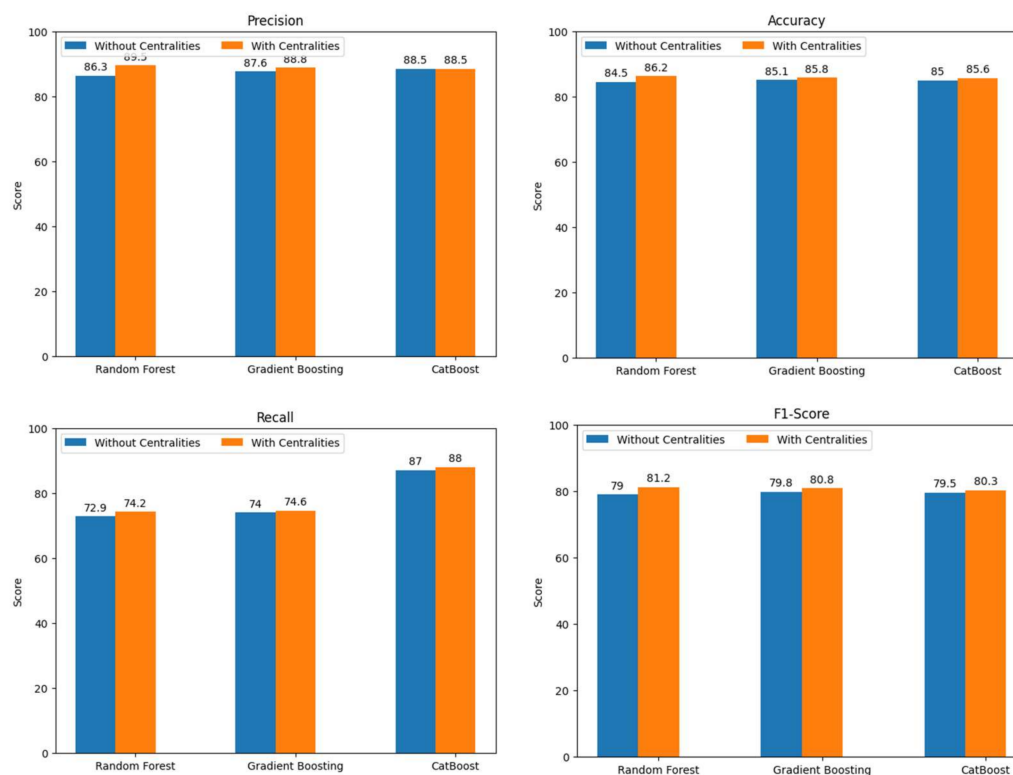 Precision
Without Centralities With Centralities
86.3 89.5 87.6 88.8 88.5 88.5
100
80
60
40
20
0
Score
Random Forest Gradient Boosting CatBoost
Accuracy
Without Centralities With Centralities
84.5 86.2 85.1 85.8 85 85.6
100
80
60
40
20
0
Score
Random Forest Gradient Boosting CatBoost
Recall
Without Centralities With Centralities
72.9 74.2 74 74.6 87 88
100
80
60
40
20
0
Score
Random Forest Gradient Boosting CatBoost
F1-Score
Without Centralities With Centralities
79 81.2 79.8 80.8 79.5 80.3
100
80
60
40
20
0
Score
Random Forest Gradient Boosting CatBoost